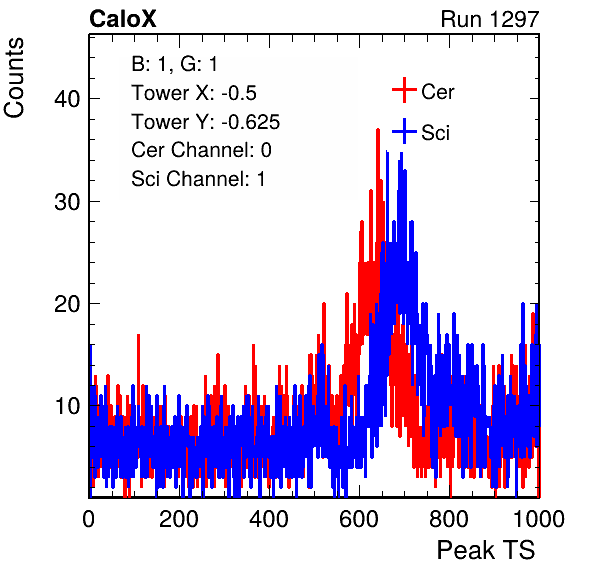 CaloX
Run 1297
Counts
B: 1, G: 1
Tower X: -0.5
Tower Y: -0.625
Cer Channel: 0
Sci Channel: 1
Cer
Sci
40
30
20
10
0 200 400 600 800 1000
Peak TS